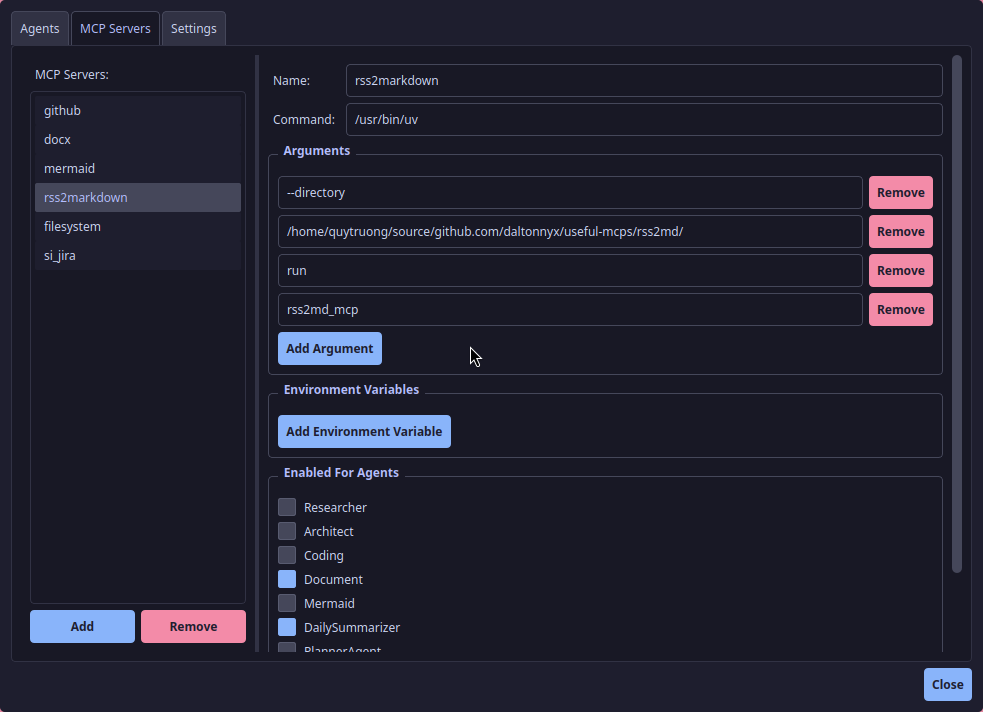 Agents
MCP Servers
Settings
MCP Servers:
github
docx
mermaid
rss2markdown
filesystem
si_jira
Add
Remove
Name:
rss2markdown
Command:
/usr/bin/uv
Arguments
--directory
Remove
/home/quytruong/source/github.com/daltonnyx/useful-mcps/rss2md/
Remove
run
Remove
rss2md_mcp
Remove
Add Argument
Environment Variables
Add Environment Variable
Enabled For Agents
Researcher
Architect
Coding
Document
Mermaid
DailySummarizer
PlannerAgent
Close